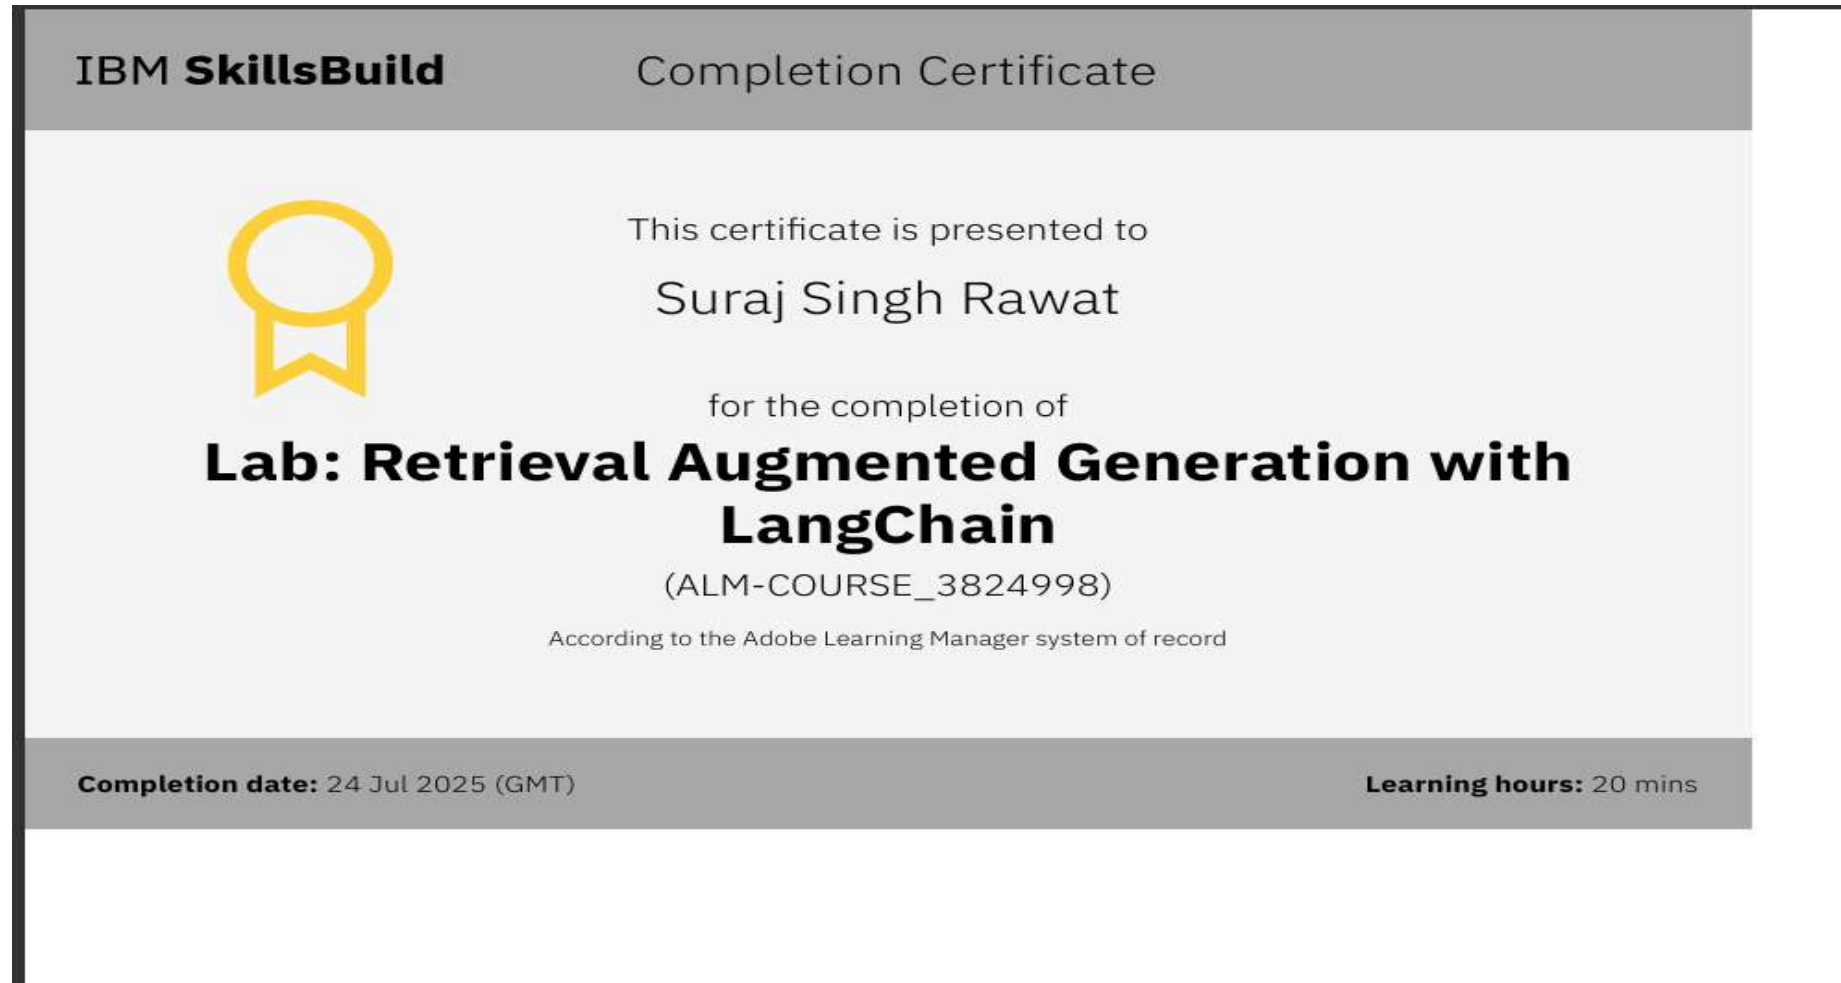 IBM SkillsBuild
Completion Certificate
This certificate is presented to
Suraj Singh Rawat
for the completion of
Lab: Retrieval Augmented Generation with
LangChain
(ALM-COURSE_3824998)
According to the Adobe Learning Manager system of record
Completion date: 24 Jul 2025 (GMT)
Learning hours: 20 mins